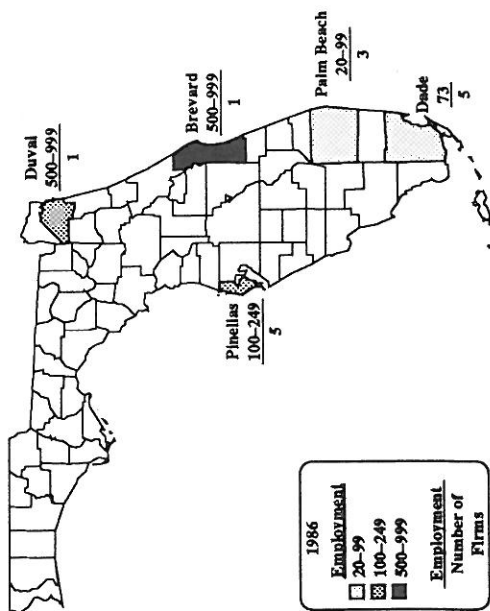 Duval
500–999
1
Brevard
500–999
1
Palm Beach
20–99
3
Dade
73
5
Pinellas
100–249
5
1986
Employment
20–99
100–249
500–999
Employment
Number of
Firms